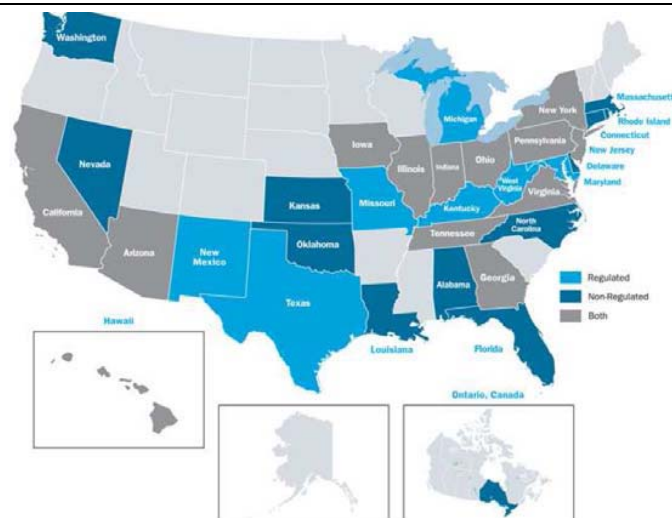 Washington
Massachusett
Michigan
New York
Rhode Island
Connecticut
Iowa
Pennsylvania
New Jersey
Nevada
Illinois
Indiana
Ohio
Delaware
West
Virginia
Maryland
Kansas
Missouri
Kentucky
Virginia
California
North
Carolina
Tennessee
Oklahoma
Arizona
New
Mexico
Georgia
Alabama
Regulated
Non-Regulated
Both
Texas
Hawaii
Louisiana
Florida
Ontario, Canada